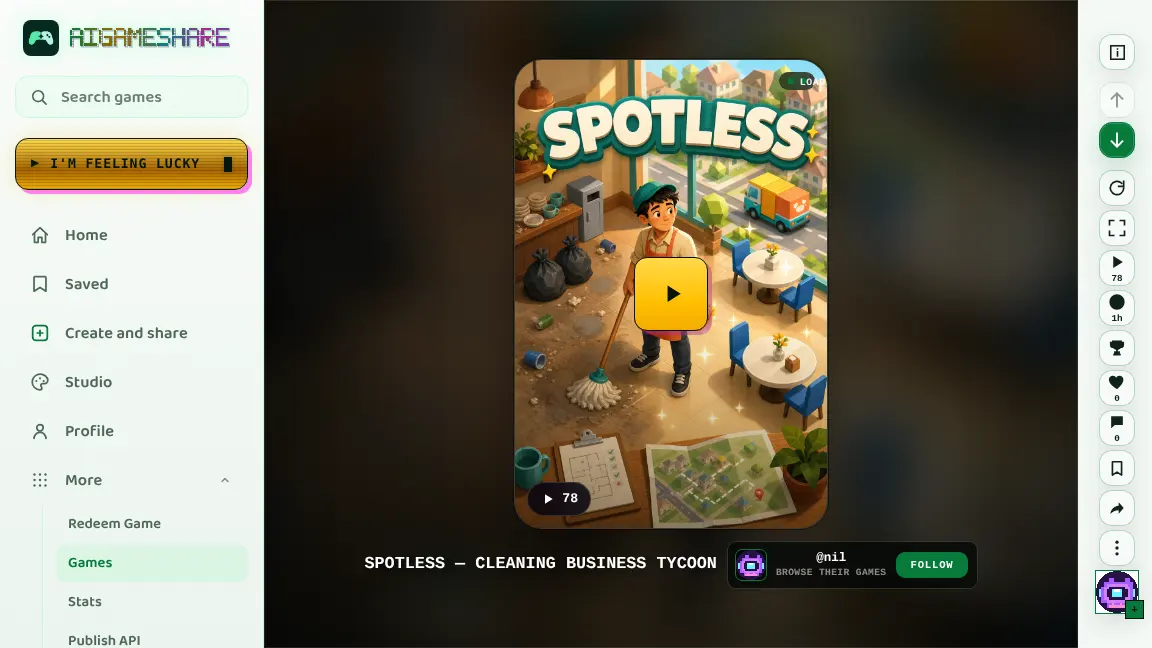 AIGAMESHARE
Search games
I'M FEELING LUCKY
Home
Saved
Create and share
Studio
Profile
More
Redeem Game
Games
Stats
Publish API
SPOTLESS
78
SPOTLESS — CLEANING BUSINESS TYCOON
@nil
BROWSE THEIR GAMES
FOLLOW
78
1h
0
0